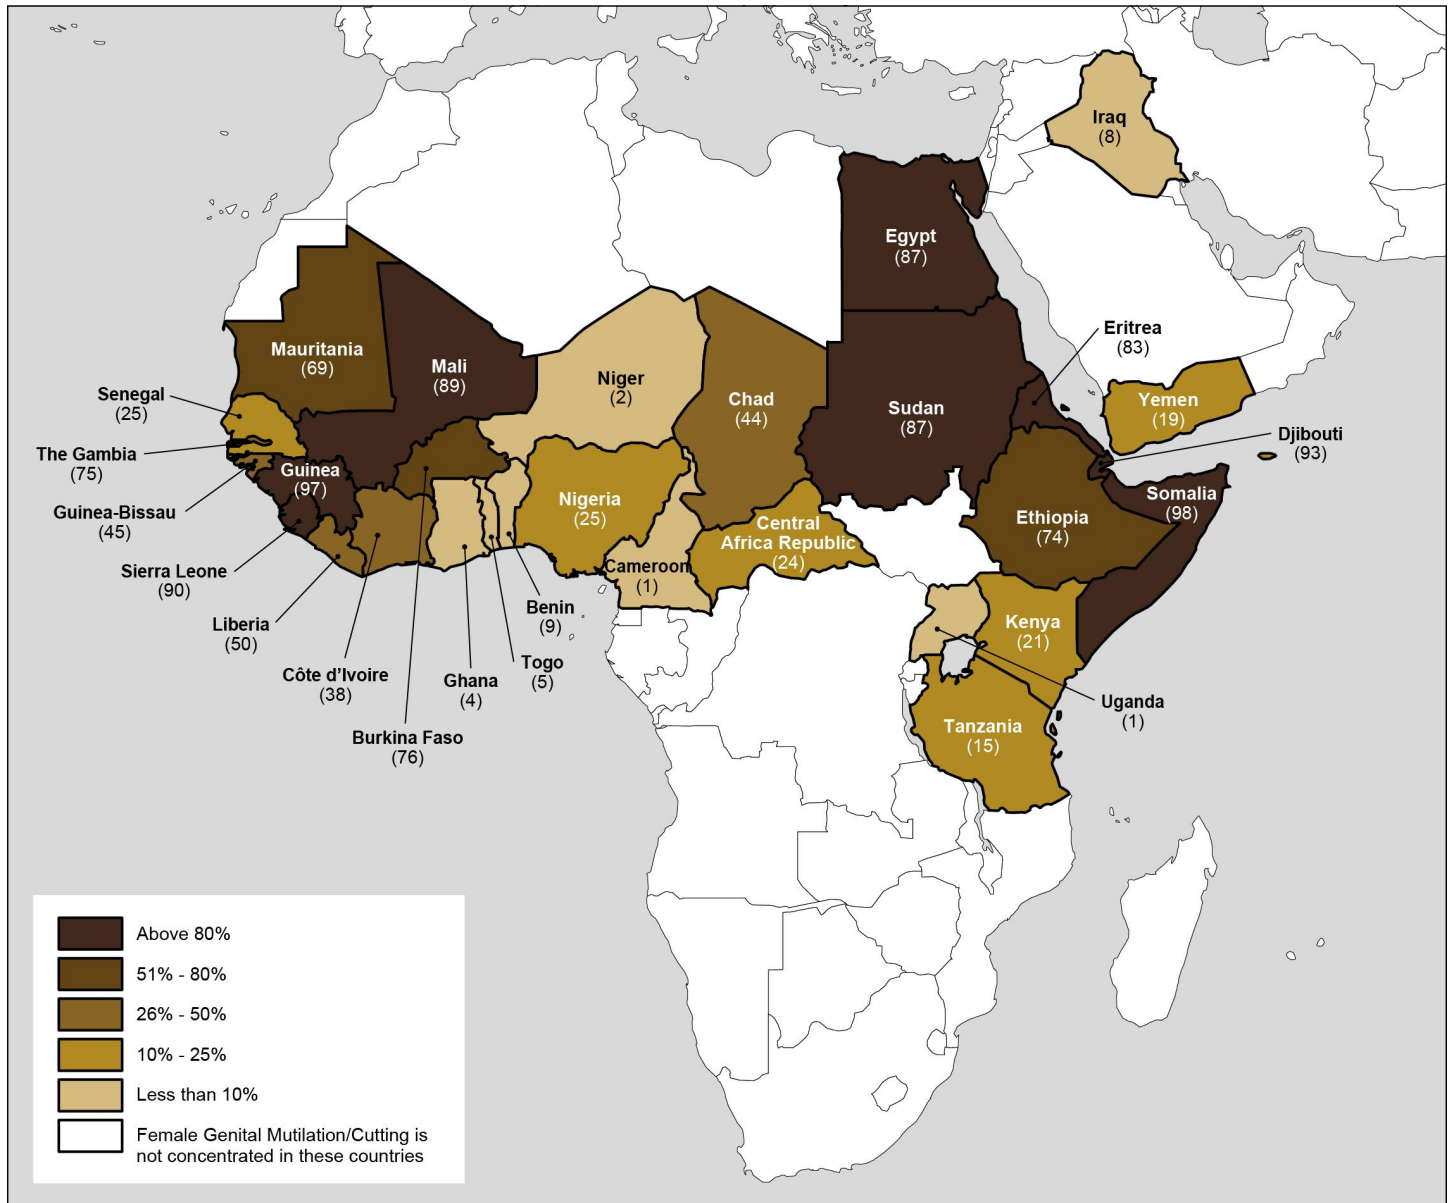 Iraq
(8)
Egypt
(87)
Eritrea
(83)
Mauritania
(69)
Mali
(89)
Niger
(2)
Chad
(44)
Sudan
(87)
Yemen
(19)
Senegal
(25)
Djibouti
(93)
The Gambia
(75)
Guinea
(97)
Nigeria
(25)
Somalia
(98)
Guinea-Bissau
(45)
Central
Africa Republic
(24)
Ethiopia
(74)
Sierra Leone
(90)
Cameroon
(1)
Benin
(9)
Liberia
(50)
Kenya
(21)
Côte d’Ivoire
(38)
Ghana
(4)
Togo
(5)
Uganda
(1)
Burkina Faso
(76)
Tanzania
(15)
Above 80%
51% - 80%
26% - 50%
10% - 25%
Less than 10%
Female Genital Mutilation/Cutting is
not concentrated in these countries